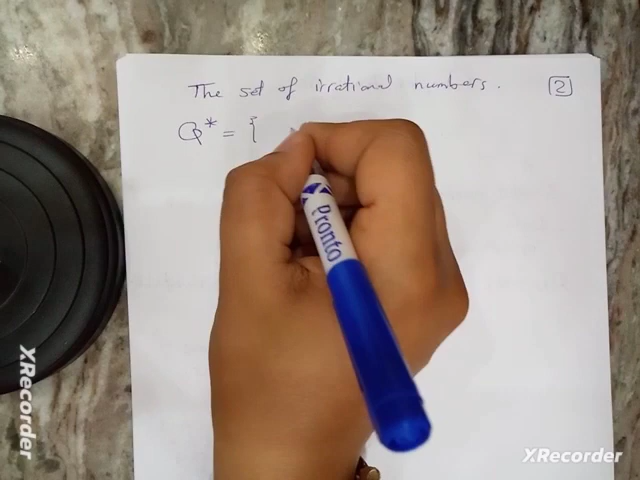 The set of irrational numbers. [2]
Q* = {
Pronto
XRecorder
XRecorder